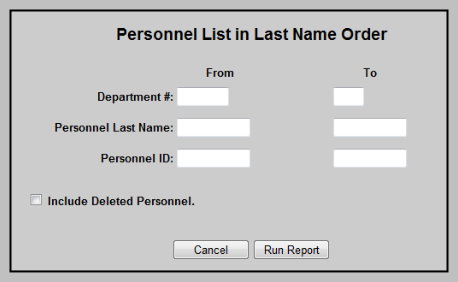 Personnel List in Last Name Order
From To
Department #:
Personnel Last Name:
Personnel ID:
Include Deleted Personnel.
Cancel Run Report